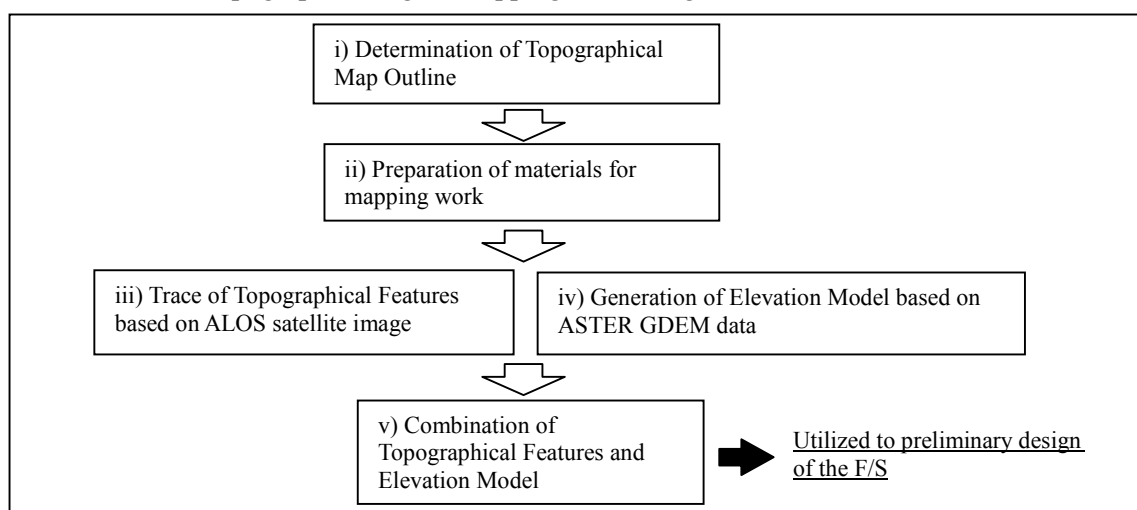 i) Determination of Topographical
Map Outline
ii) Preparation of materials for
mapping work
iii) Trace of Topographical Features
based on ALOS satellite image
iv) Generation of Elevation Model based on
ASTER GDEM data
v) Combination of
Topographical Features and
Elevation Model
Utilized to preliminary design
of the F/S